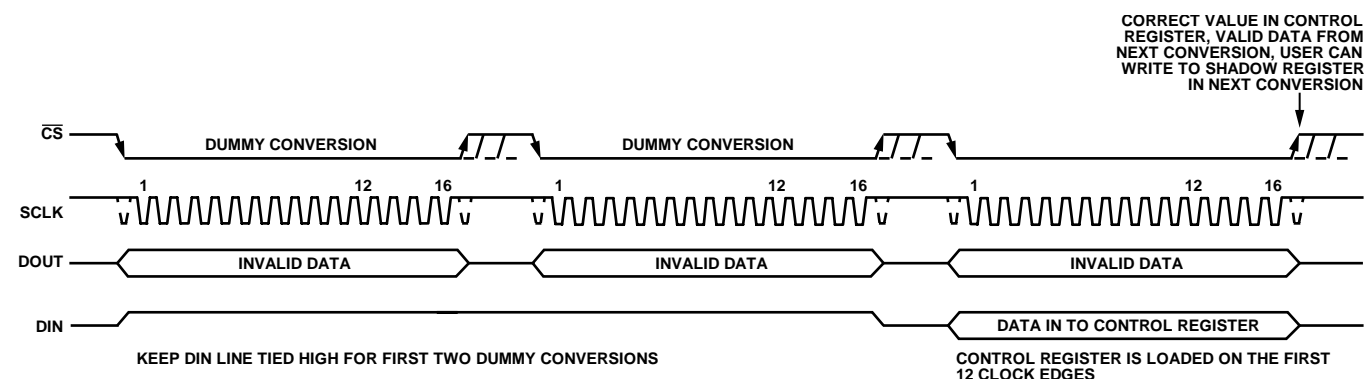 CORRECT VALUE IN CONTROL
REGISTER, VALID DATA FROM
NEXT CONVERSION, USER CAN
WRITE TO SHADOW REGISTER
IN NEXT CONVERSION
CS DUMMY CONVERSION DUMMY CONVERSION
1 12 16 1 12 16 1 12 16
SCLK
DOUT INVALID DATA INVALID DATA INVALID DATA
DIN DATA IN TO CONTROL REGISTER
KEEP DIN LINE TIED HIGH FOR FIRST TWO DUMMY CONVERSIONS
CONTROL REGISTER IS LOADED ON THE FIRST
12 CLOCK EDGES